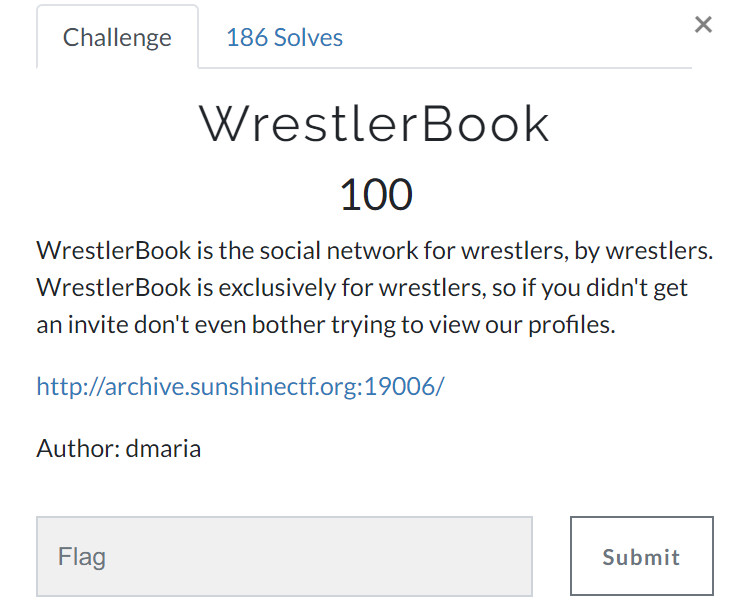 Challenge
186 Solves
×
WrestlerBook
100
WrestlerBook is the social network for wrestlers, by wrestlers.
WrestlerBook is exclusively for wrestlers, so if you didn't get
an invite don't even bother trying to view our profiles.
http://archive.sunshinectf.org:19006/
Author: dmaria
Flag
Submit